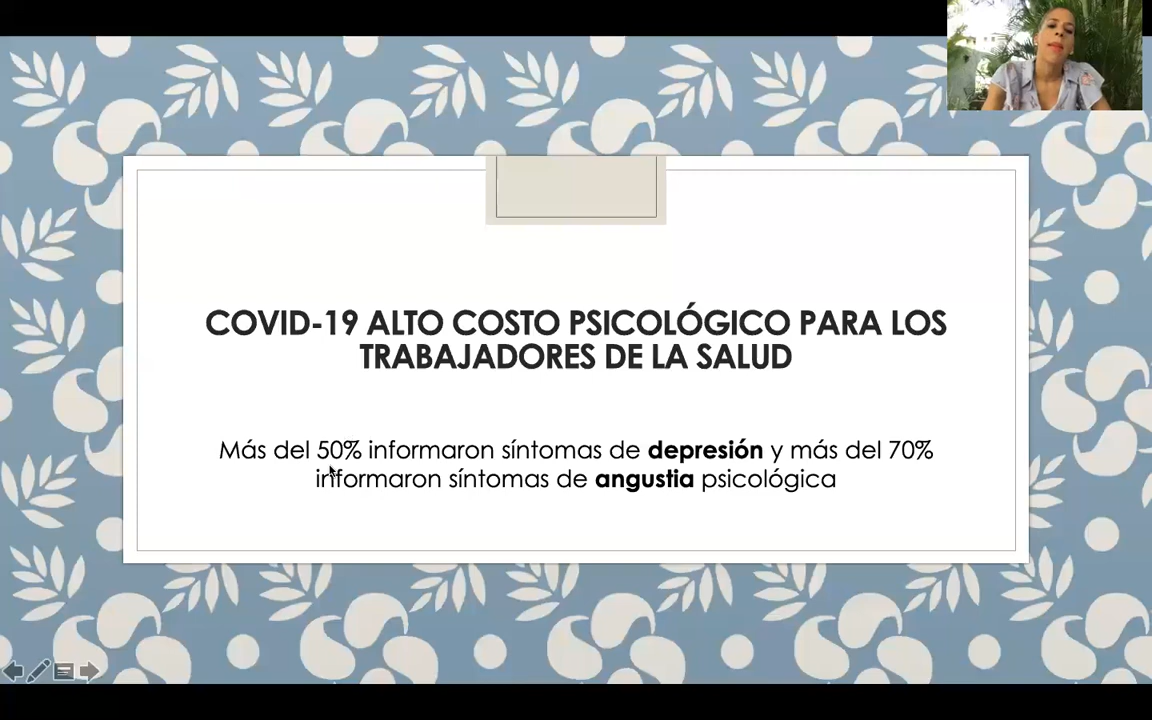 COVID-19 ALTO COSTO PSICOLÓGICO PARA LOS
TRABAJADORES DE LA SALUD
Más del 50% informaron síntomas de depresión y más del 70%
informaron síntomas de angustia psicológica